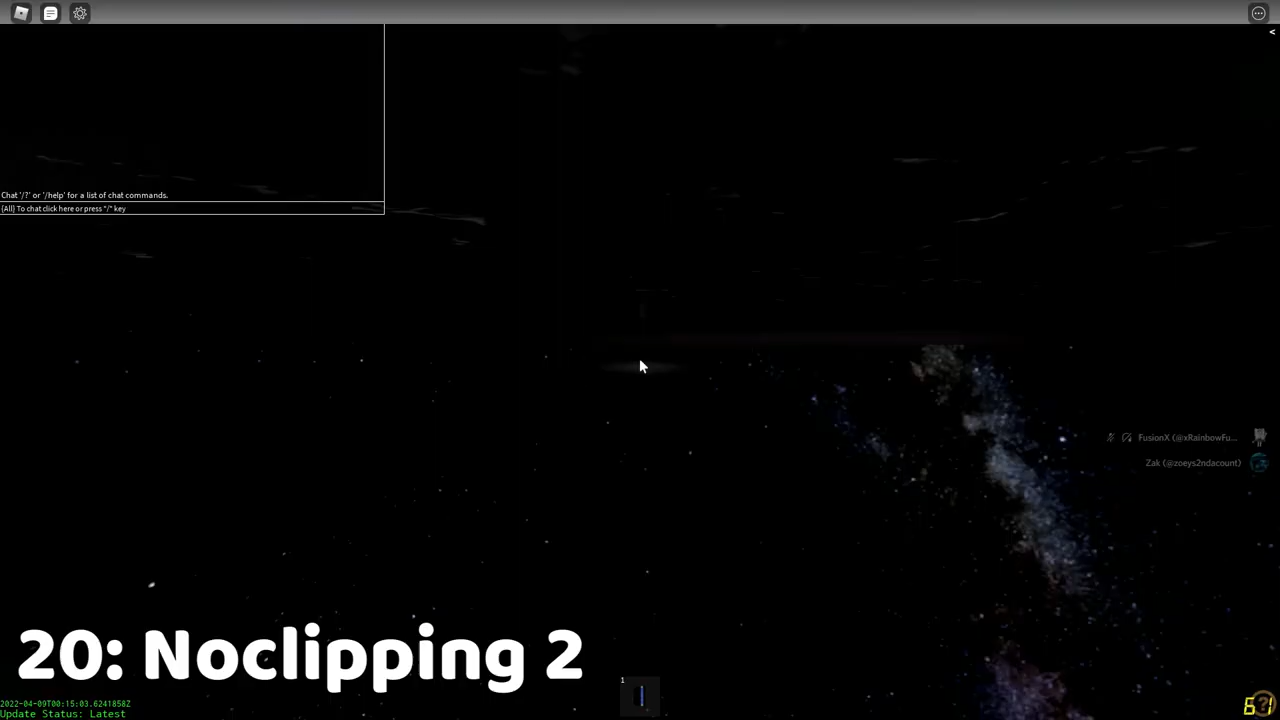 <
Chat '/?' or '/help' for a list of chat commands.
{All} To chat click here or press "/" key
FusionX (@xRainbowFu...
Zak (@zoeys2ndacount)
20: Noclipping 2
1
2022-04-09T00:15:03.6241858Z
Update Status: Latest